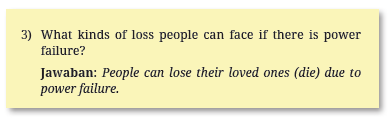 3) What kinds of loss people can face if there is power
failure?
Jawaban: People can lose their loved ones (die) due to
power failure.